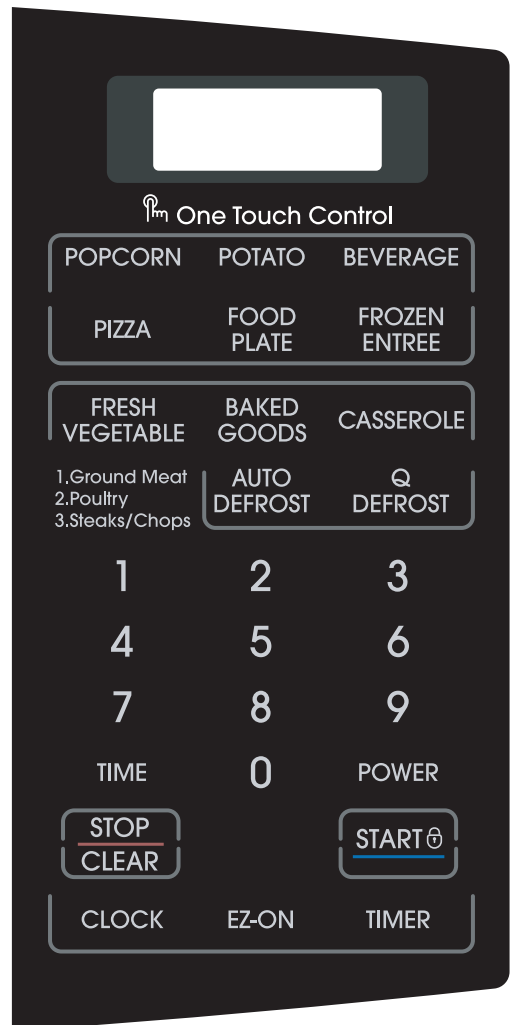 One Touch Control
POPCORN POTATO BEVERAGE
PIZZA FOOD PLATE FROZEN ENTREE
FRESH VEGETABLE BAKED GOODS CASSEROLE
1.Ground Meat
2.Poultry
3.Steaks/Chops
AUTO DEFROST Q DEFROST
1 2 3
4 5 6
7 8 9
TIME 0 POWER
STOP
CLEAR
START
CLOCK EZ-ON TIMER